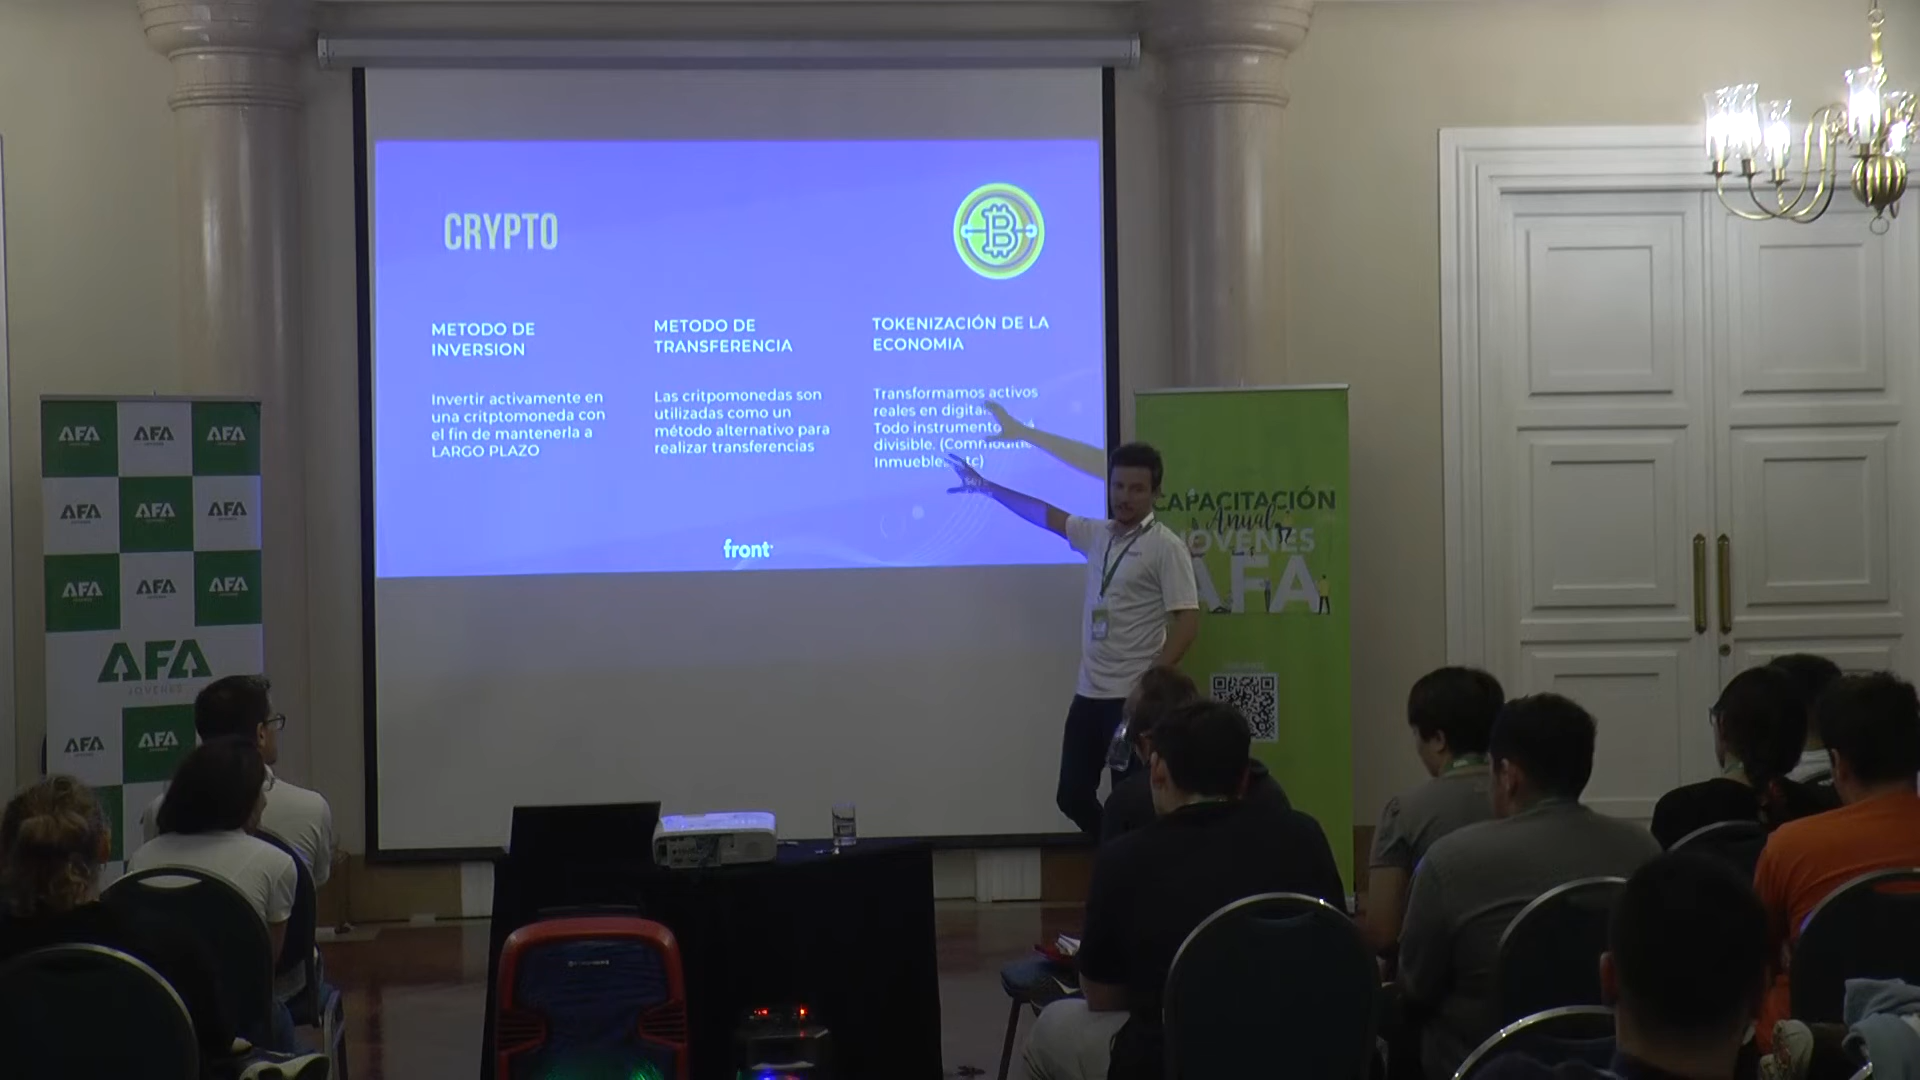 CRYPTO
METODO DE
INVERSION
Invertir activamente en
una critptomoneda con
el fin de mantenerla a
LARGO PLAZO
METODO DE
TRANSFERENCIA
Las critpomonedas son
utilizadas como un
método alternativo para
realizar transferencias
TOKENIZACIÓN DE LA
ECONOMIA
Transformamos activos
reales en
Todo instrumento
divisible.
front
AFA AFA AFA
AFA AFA AFA
AFA AFA AFA
AFA
JOVENES
AFA AFA
CAPACITACIÓN
Anual
JOVENES
AFA